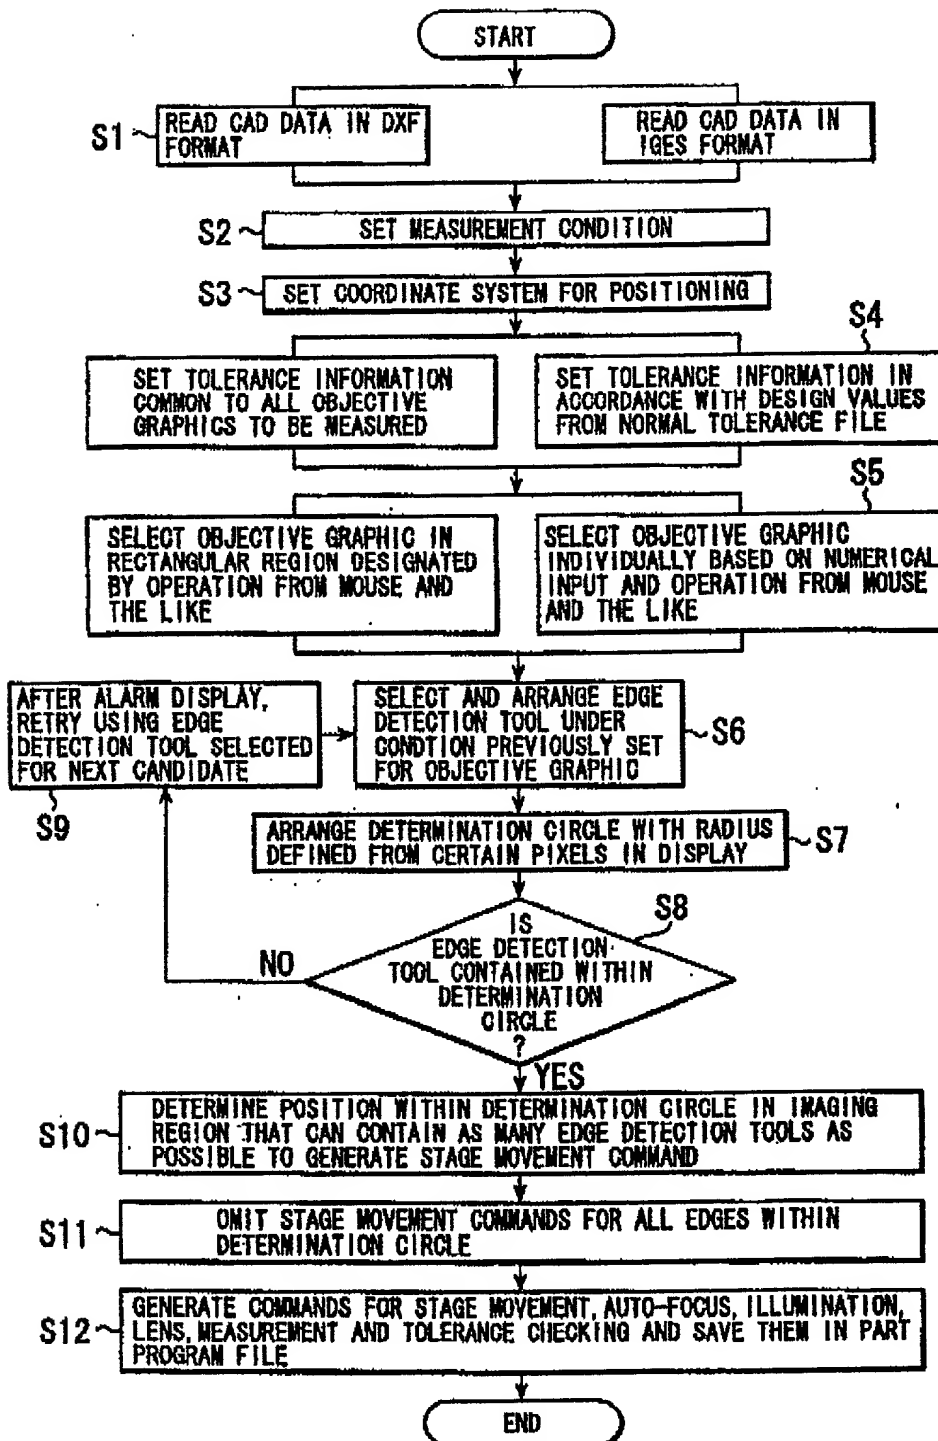 START
S1
READ CAD DATA IN DXF
FORMAT
READ CAD DATA IN
IGES FORMAT
S2
SET MEASUREMENT CONDITION
S3
SET COORDINATE SYSTEM FOR POSITIONING
S4
SET TOLERANCE INFORMATION
COMMON TO ALL OBJECTIVE
GRAPHICS TO BE MEASURED
SET TOLERANCE INFORMATION IN
ACCORDANCE WITH DESIGN VALUES
FROM NORMAL TOLERANCE FILE
S5
SELECT OBJECTIVE GRAPHIC IN
RECTANGULAR REGION DESIGNATED
BY OPERATION FROM MOUSE AND
THE LIKE
SELECT OBJECTIVE GRAPHIC
INDIVIDUALLY BASED ON NUMERICAL
INPUT AND OPERATION FROM MOUSE
AND THE LIKE
AFTER ALARM DISPLAY,
RETRY USING EDGE
DETECTION TOOL SELECTED
FOR NEXT CANDIDATE
S9
SELECT AND ARRANGE EDGE
DETECTION TOOL UNDER
CONDTION PREVIOUSLY SET
FOR OBJECTIVE GRAPHIC
S6
ARRANGE DETERMINATION CIRCLE WITH RADIUS
DEFINED FROM CERTAIN PIXELS IN DISPLAY
S7
S8
IS
EDGE DETECTION
TOOL CONTAINED WITHIN
DETERMINATION
CIRCLE
?
NO
YES
S10
DETERMINE POSITION WITHIN DETERMINATION CIRCLE IN IMAGING
REGION THAT CAN CONTAIN AS MANY EDGE DETECTION TOOLS AS
POSSIBLE TO GENERATE STAGE MOVEMENT COMMAND
S11
OMIT STAGE MOVEMENT COMMANDS FOR ALL EDGES WITHIN
DETERMINATION CIRCLE
S12
GENERATE COMMANDS FOR STAGE MOVEMENT, AUTO-FOCUS, ILLUMINATION,
LENS, MEASUREMENT AND TOLERANCE CHECKING AND SAVE THEM IN PART
PROGRAM FILE
END